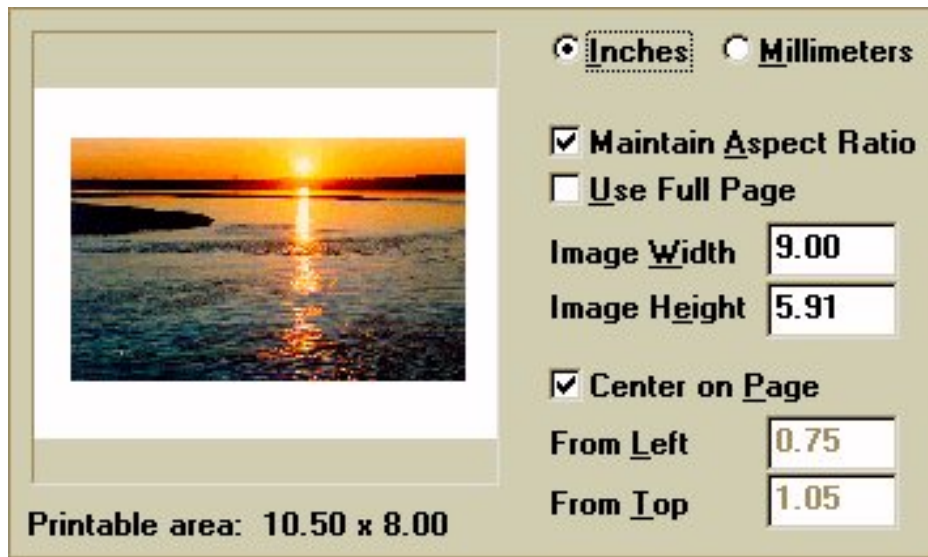 Inches Millimeters
Maintain Aspect Ratio
Use Full Page
Image Width 9.00
Image Height 5.91
Center on Page
From Left 0.75
From Top 1.05
Printable area: 10.50 x 8.00